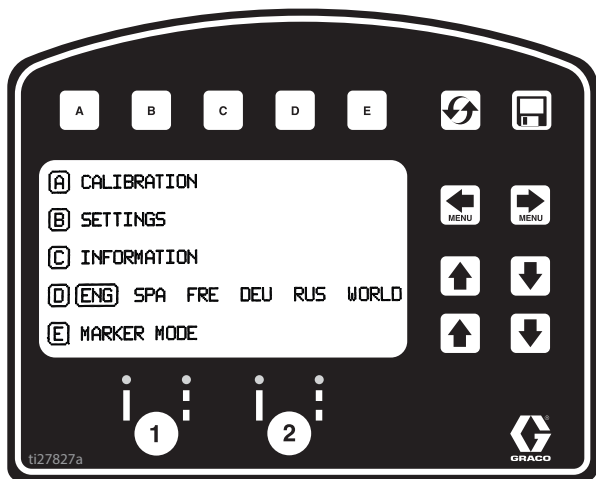 A B C D E
A CALIBRATION
B SETTINGS
C INFORMATION
D ENG SPA FRE DEU RUS WORLD
E MARKER MODE
MENU MENU
1 2
ti27827a
GRACO